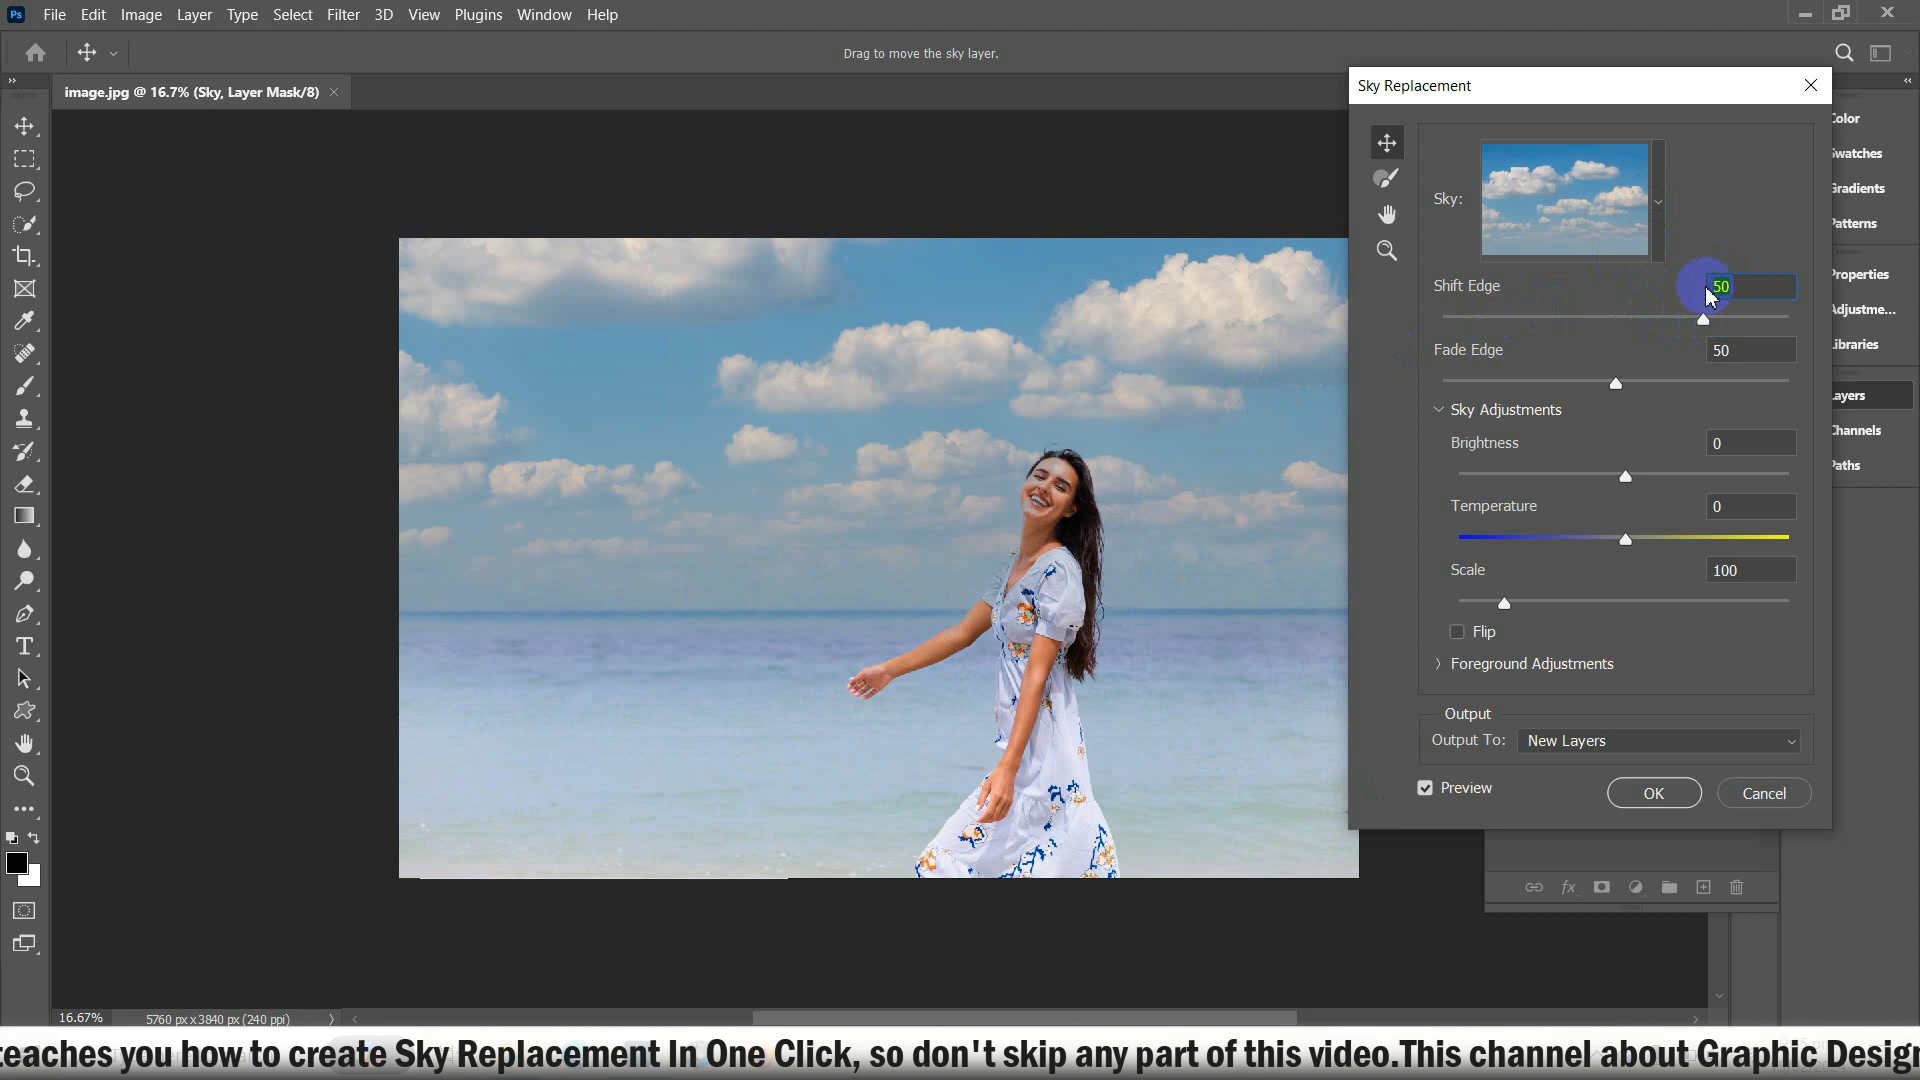 Ps File Edit Image Layer Type Select Filter 3D View Plugins Window Help
Drag to move the sky layer.
image.jpg @ 16.7% (Sky, Layer Mask/8)
Sky Replacement
Sky:
Shift Edge 50
Fade Edge 50
Sky Adjustments
Brightness 0
Temperature 0
Scale 100
Flip
Foreground Adjustments
Output
Output To: New Layers
Preview OK Cancel
Color
Swatches
Gradients
Patterns
Properties
Adjustme...
Libraries
Layers
Channels
Paths
T
fx
16.67% 5760 px x 3840 px (240 ppi)
teaches you how to create Sky Replacement In One Click, so don't skip any part of this video.This channel about Graphic Design